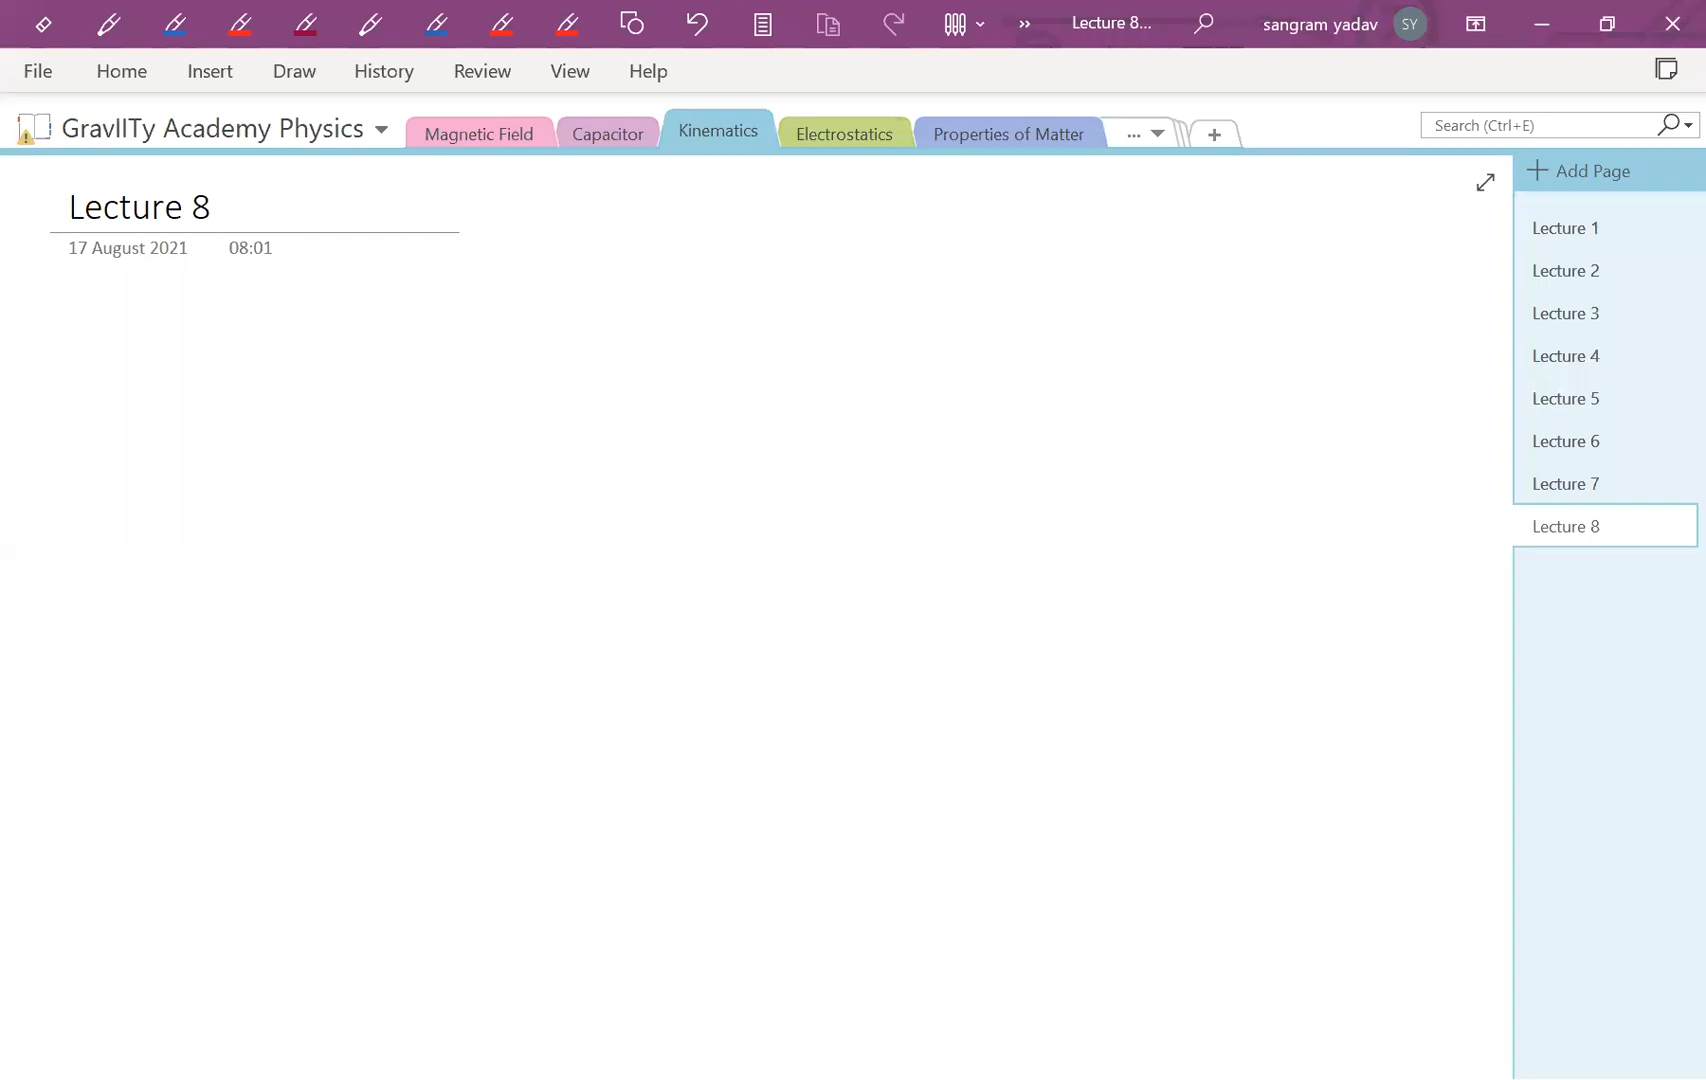 Lecture 8...
sangram yadav
SY
File Home Insert Draw History Review View Help
GravIITy Academy Physics
Magnetic Field
Capacitor
Kinematics
Electrostatics
Properties of Matter
...
Search (Ctrl+E)
Lecture 8
17 August 2021 08:01
Add Page
Lecture 1
Lecture 2
Lecture 3
Lecture 4
Lecture 5
Lecture 6
Lecture 7
Lecture 8